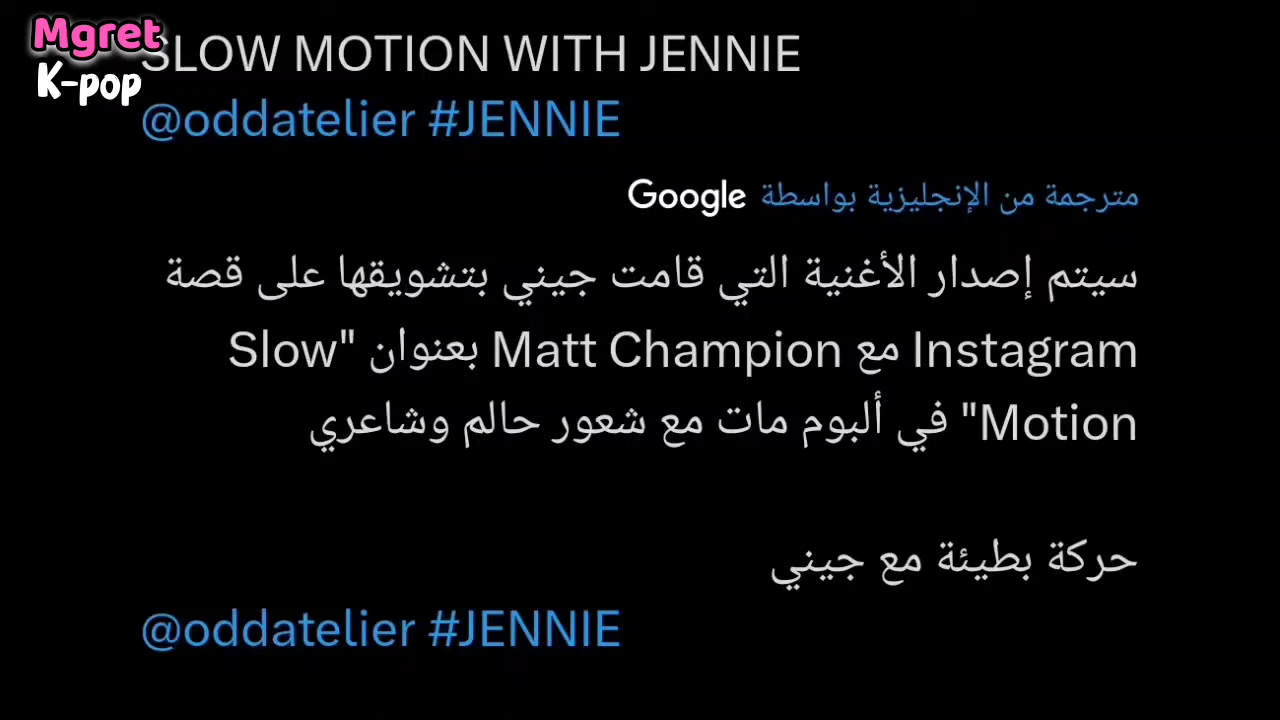 Mgret
K-pop
SLOW MOTION WITH JENNIE
@oddatelier #JENNIE
مترجمة من الإنجليزية بواسطة Google
سيتم إصدار الأغنية التي قامت جيني بتشويقها على قصة
Instagram مع Matt Champion بعنوان "Slow
Motion" في ألبوم مات مع شعور حالم وشاعري
حركة بطيئة مع جيني
@oddatelier #JENNIE